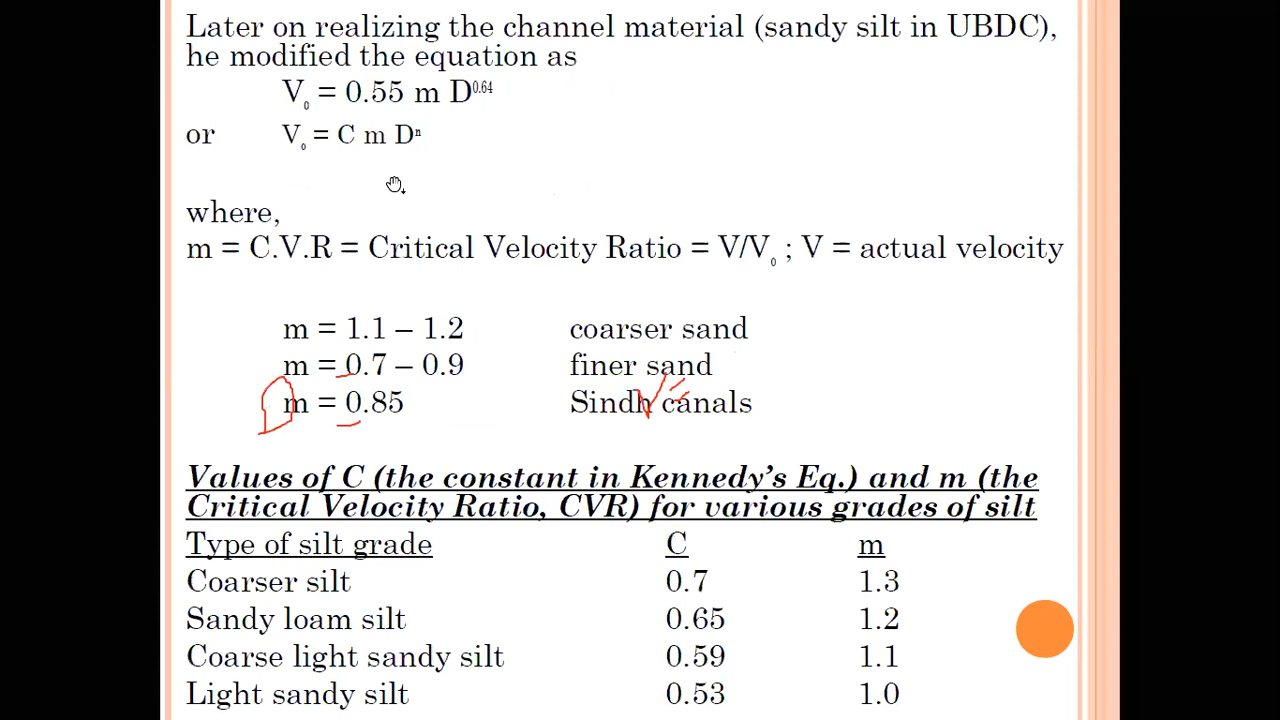 Later on realizing the channel material (sandy silt in UBDC),
he modified the equation as
V₀ = 0.55 m D^0.64
or V₀ = C m Dⁿ
where,
m = C.V.R = Critical Velocity Ratio = V/V₀ ; V = actual velocity
m = 1.1 – 1.2 coarser sand
m = 0.7 – 0.9 finer sand
m = 0.85 Sindh canals
Values of C (the constant in Kennedy’s Eq.) and m (the
Critical Velocity Ratio, CVR) for various grades of silt
Type of silt grade C m
Coarser silt 0.7 1.3
Sandy loam silt 0.65 1.2
Coarse light sandy silt 0.59 1.1
Light sandy silt 0.53 1.0